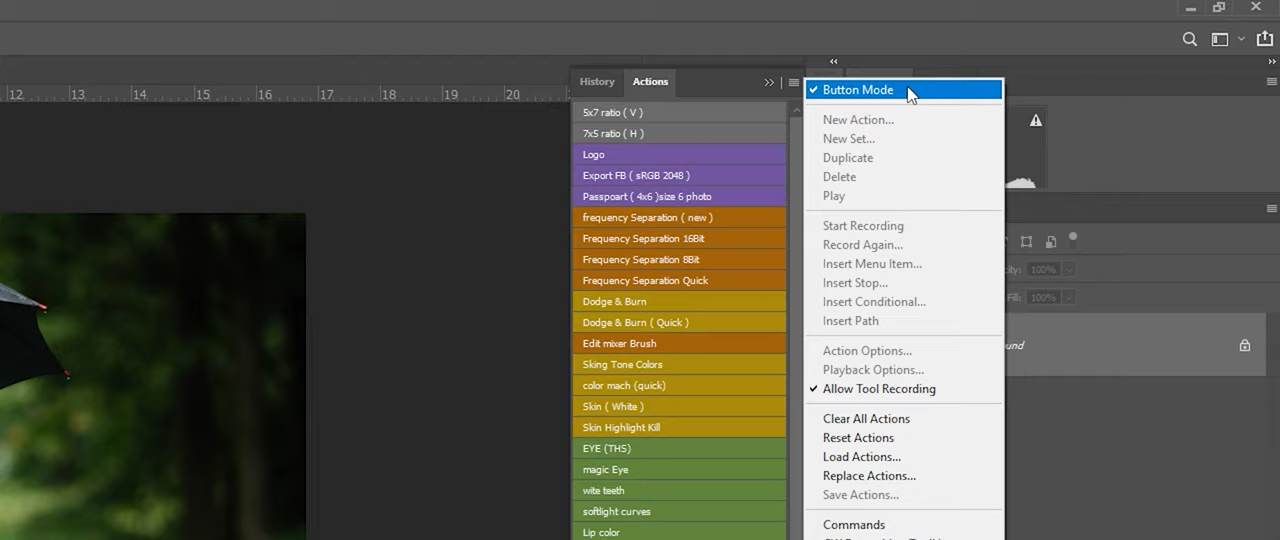 12 13 14 15 16 17 18 19 20
History Actions
5x7 ratio ( V )
7x5 ratio ( H )
Logo
Export FB ( sRGB 2048 )
Passpoart ( 4x6 )size 6 photo
frequency Separation ( new )
Frequency Separation 16Bit
Frequency Separation 8Bit
Frequency Separation Quick
Dodge & Burn
Dodge & Burn ( Quick )
Edit mixer Brush
Sking Tone Colors
color mach (quick)
Skin ( White )
Skin Highlight Kill
EYE (THS)
magic Eye
wite teeth
softlight curves
Lip color
Button Mode
New Action...
New Set...
Duplicate
Delete
Play
Start Recording
Record Again...
Insert Menu Item...
Insert Stop...
Insert Conditional...
Insert Path
Action Options...
Playback Options...
Allow Tool Recording
Clear All Actions
Reset Actions
Load Actions...
Replace Actions...
Save Actions...
Commands
city: 100%
Fill: 100%
ound